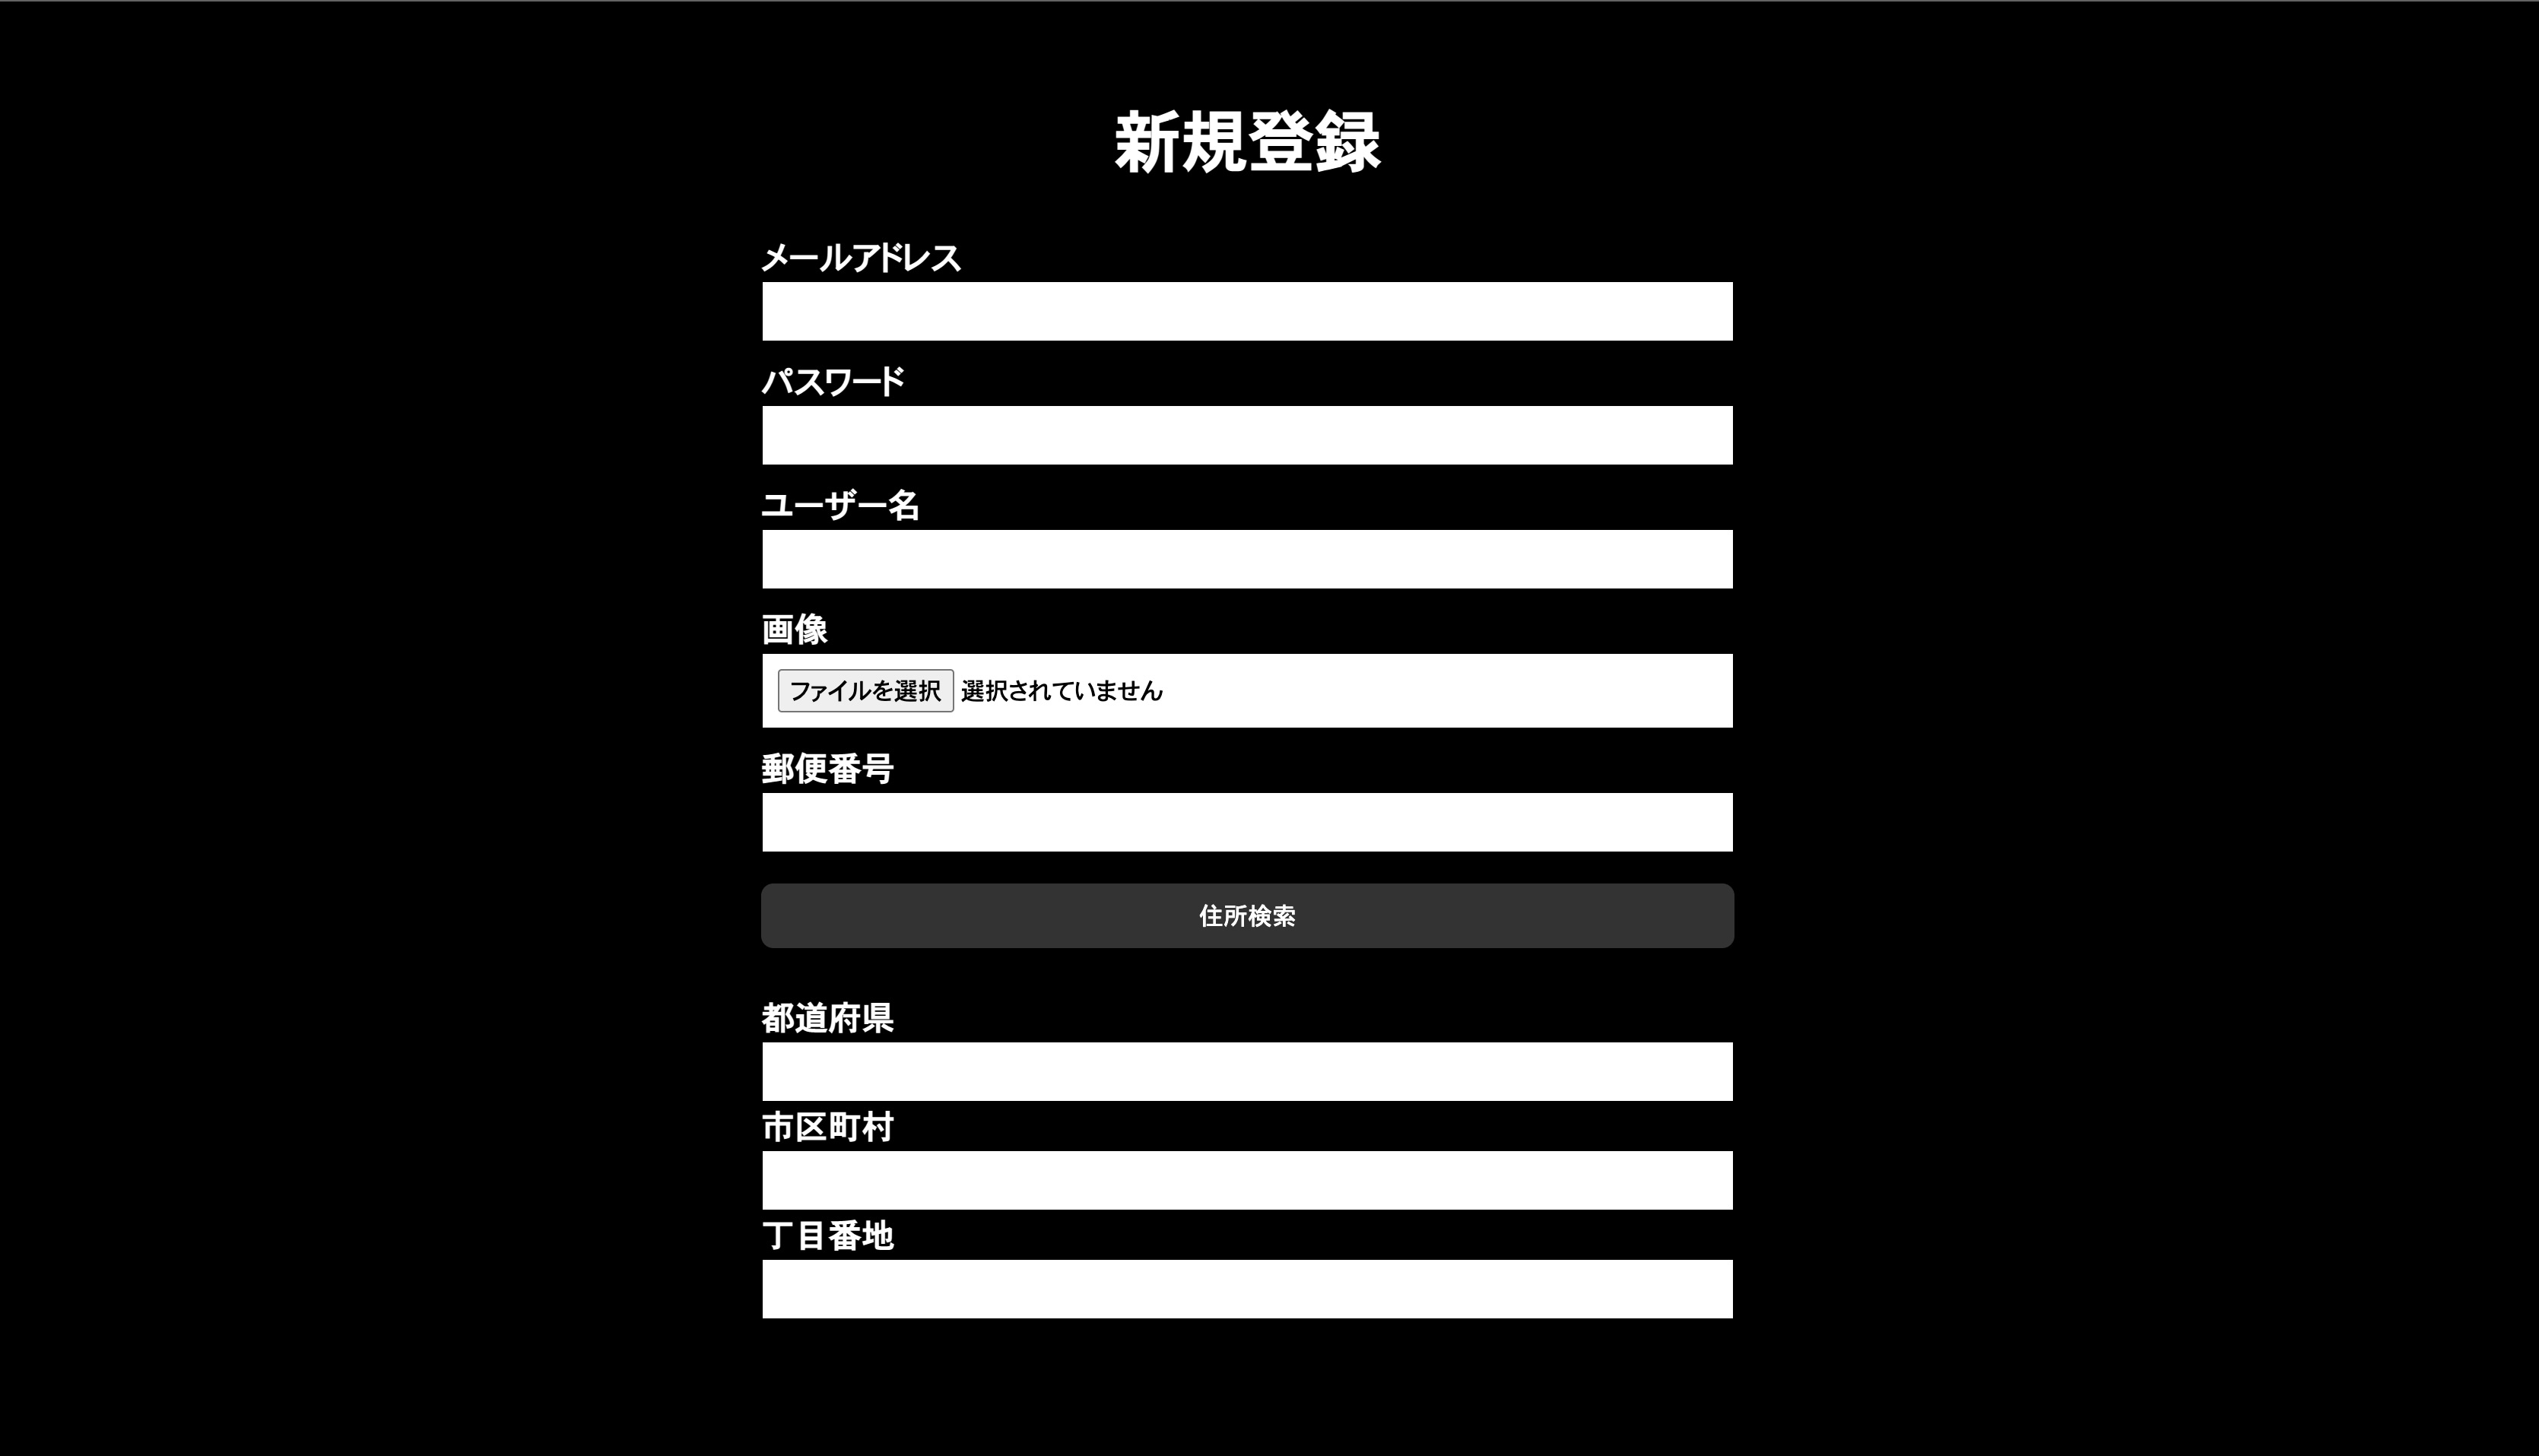 新規登録
メールアドレス
パスワード
ユーザー名
画像
ファイルを選択 選択されていません
郵便番号
住所検索
都道府県
市区町村
丁目番地